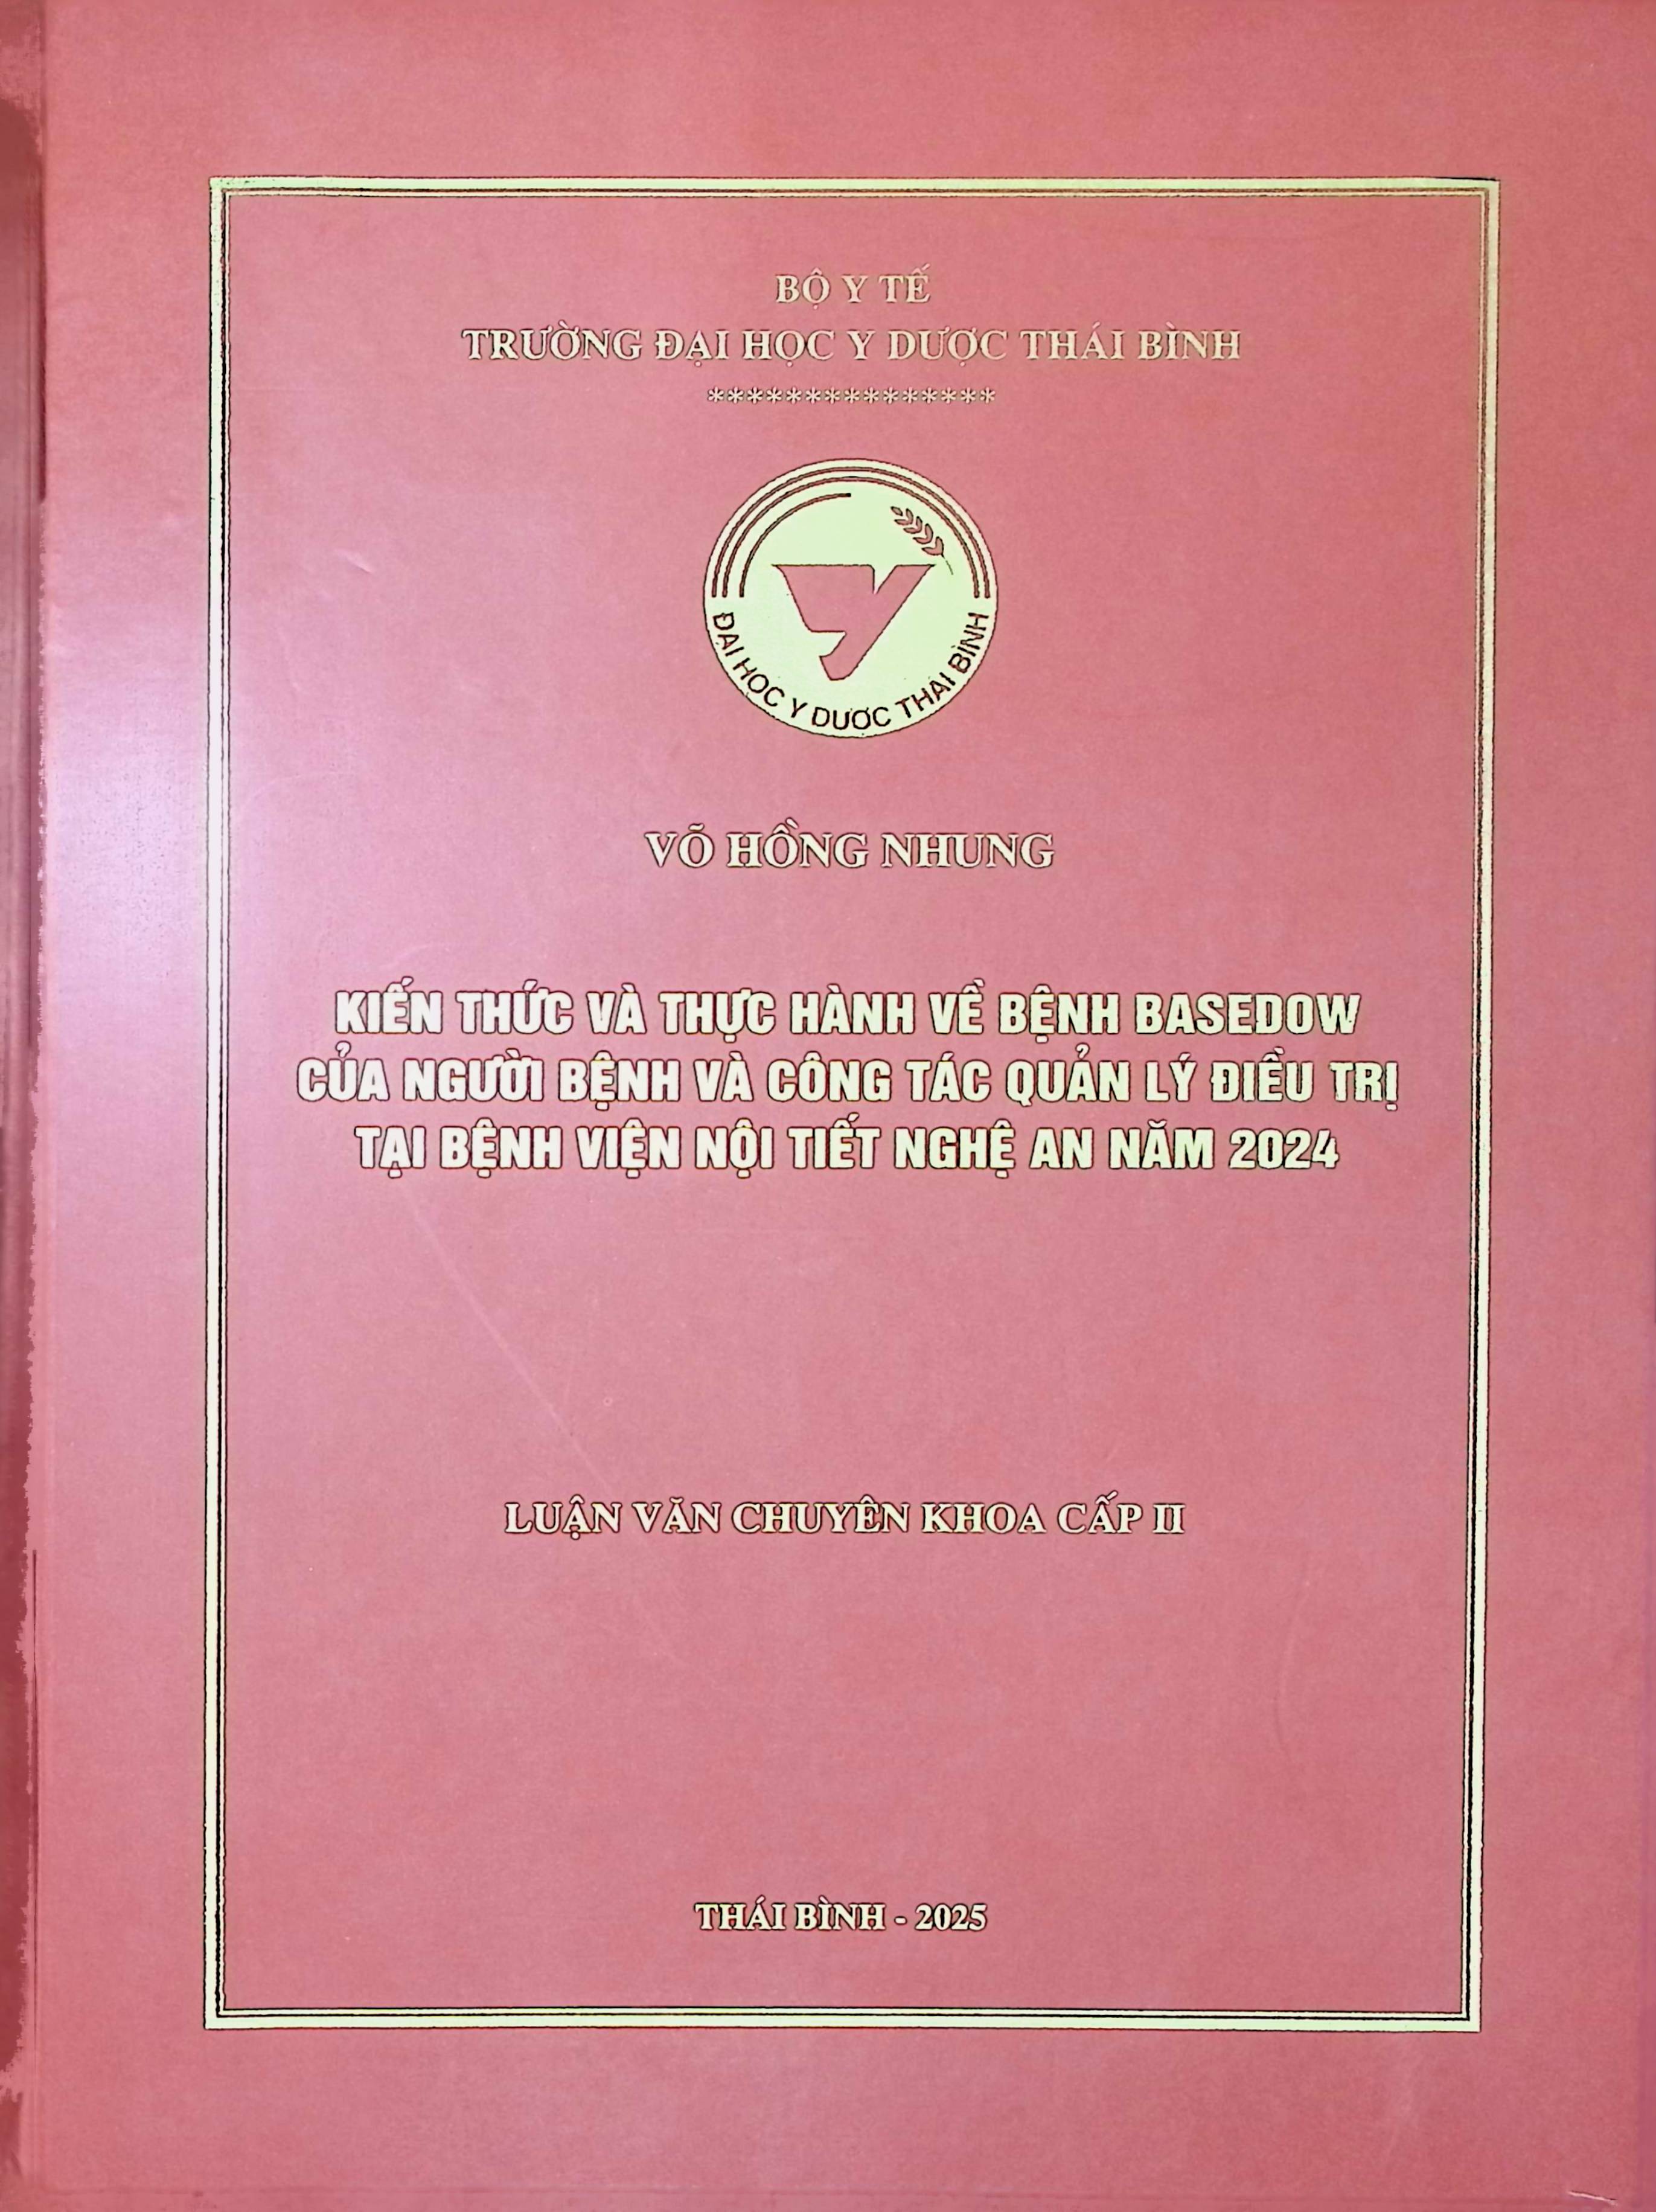 BỘ Y TẾ
TRƯỜNG ĐẠI HỌC Y DƯỢC THÁI BÌNH
***************
ĐẠI HỌC Y DƯỢC THÁI BÌNH
VÕ HỒNG NHUNG
KIẾN THỨC VÀ THỰC HÀNH VỀ BỆNH BASEDOW
CỦA NGƯỜI BỆNH VÀ CÔNG TÁC QUẢN LÝ ĐIỀU TRỊ
TẠI BỆNH VIỆN NỘI TIẾT NGHỆ AN NĂM 2024
LUẬN VĂN CHUYÊN KHOA CẤP II
THÁI BÌNH - 2025